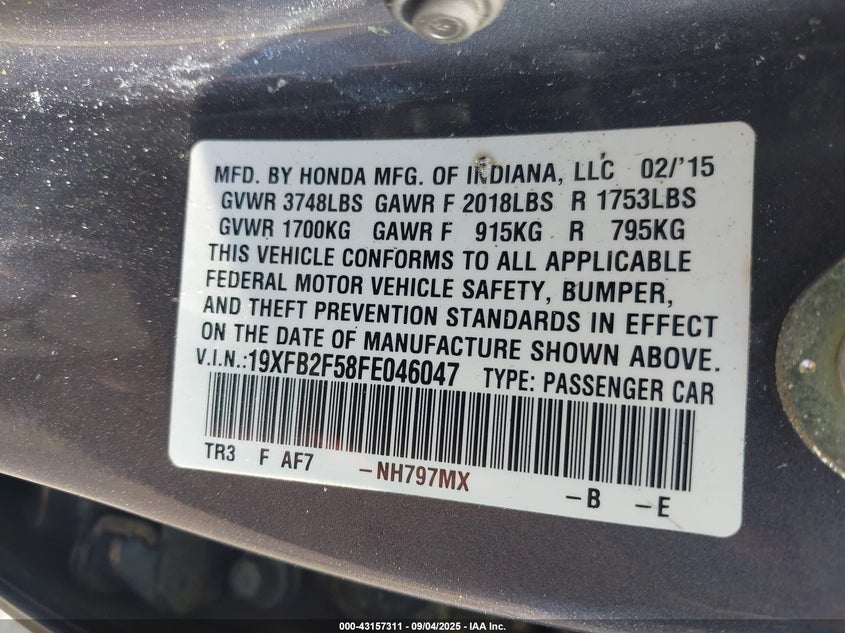 MFD. BY HONDA MFG. OF INDIANA, LLC 02/'15
GVWR 3748LBS GAWR F 2018LBS R 1753LBS
GVWR 1700KG GAWR F 915KG R 795KG
THIS VEHICLE CONFORMS TO ALL APPLICABLE
FEDERAL MOTOR VEHICLE SAFETY, BUMPER,
AND THEFT PREVENTION STANDARDS IN EFFECT
ON THE DATE OF MANUFACTURE SHOWN ABOVE.
V.I.N.:19XFB2F58FE046047 TYPE: PASSENGER CAR
TR3 F AF7 -NH797MX -B -E
000-43157311 - 09/04/2025 - IAA Inc.